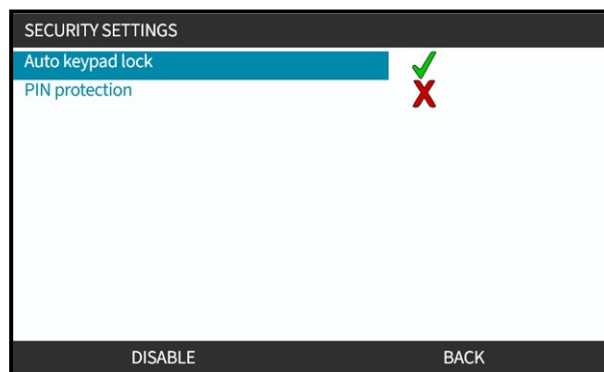 SECURITY SETTINGS
Auto keypad lock
PIN protection
DISABLE BACK